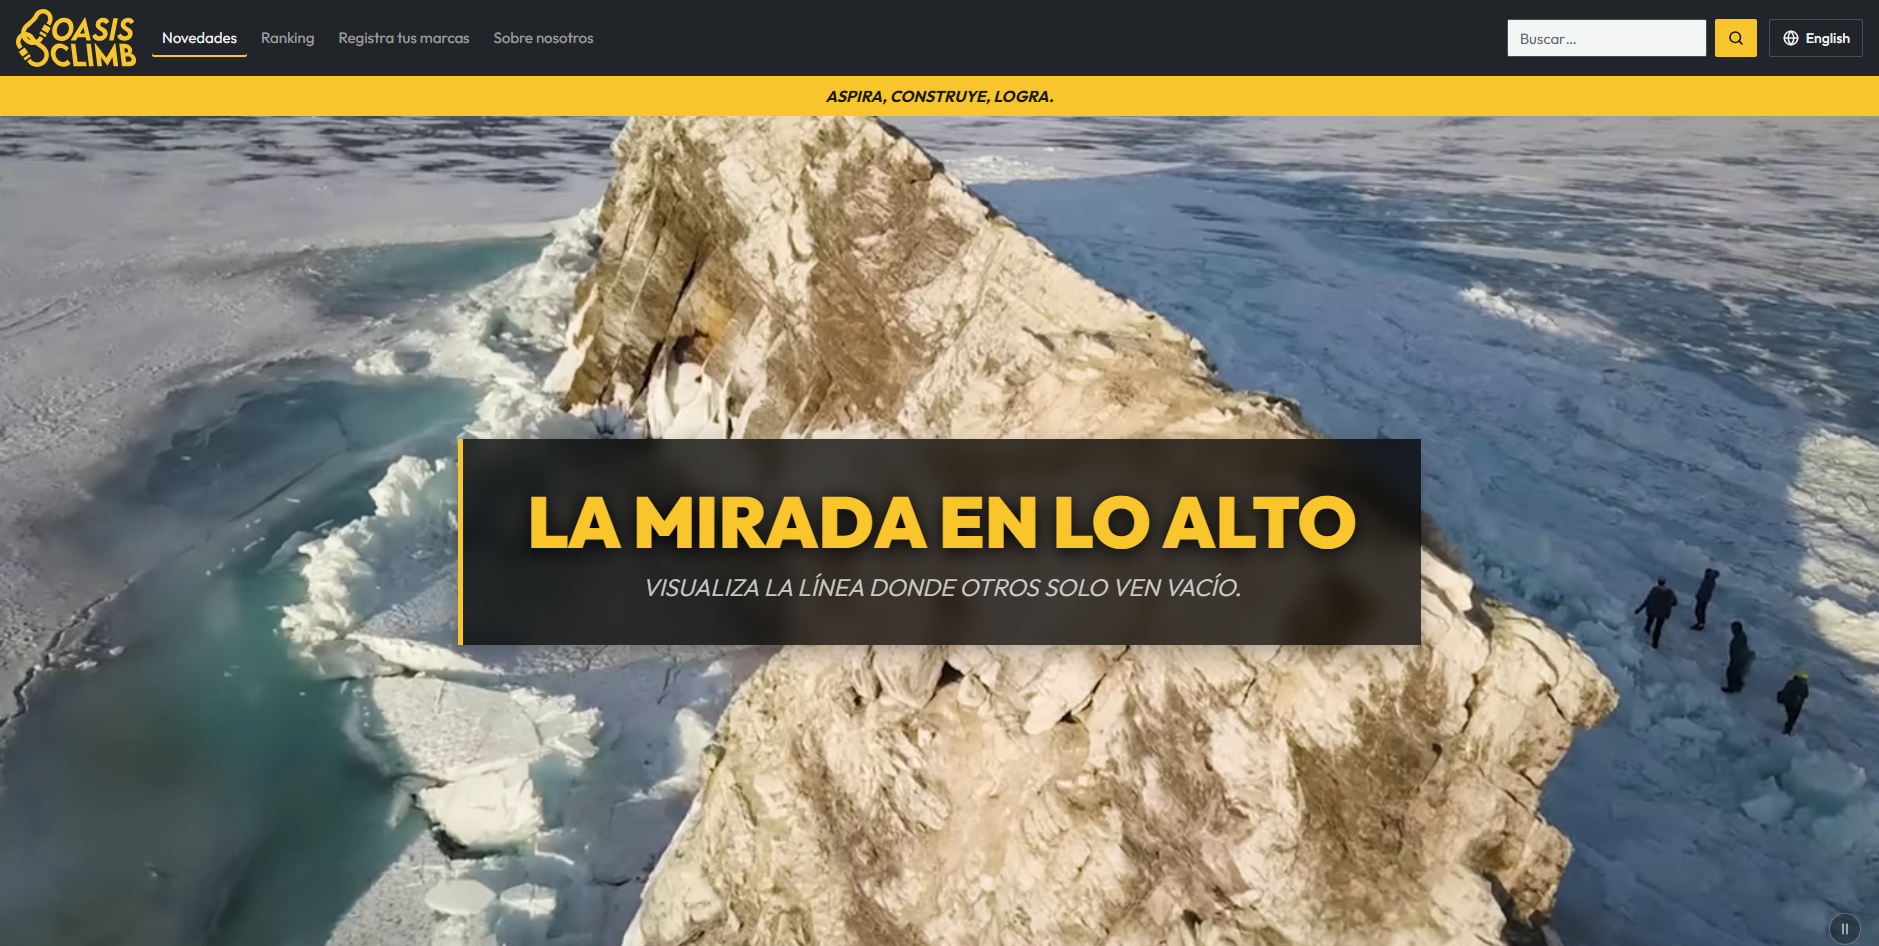 OASIS
CLIMB
Novedades Ranking Registra tus marcas Sobre nosotros
Buscar...
English
ASPIRA, CONSTRUYE, LOGRA.
LA MIRADA EN LO ALTO
VISUALIZA LA LÍNEA DONDE OTROS SOLO VEN VACÍO.